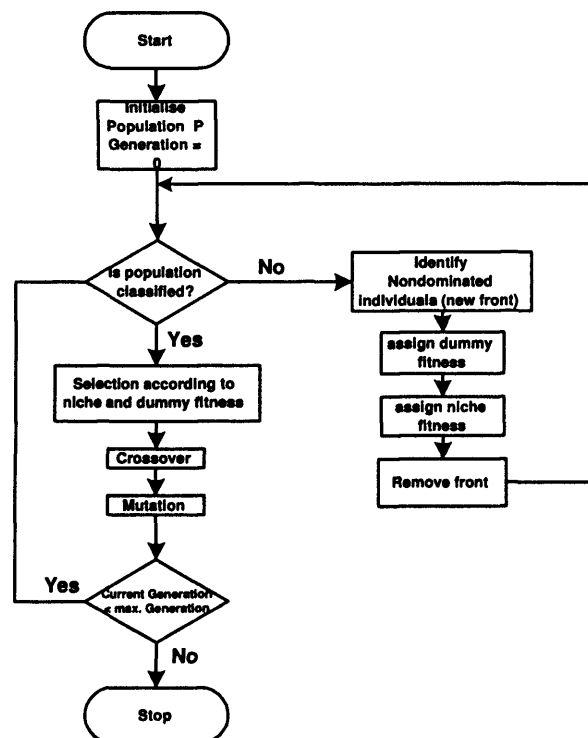 Start
Initialise
Population P
Generation =
0
Is population
classified?
No
Identify
Nondominated
individuals (new front)
Yes
assign dummy
fitness
Selection according to
niche and dummy fitness
assign niche
fitness
Crossover
Remove front
Mutation
Yes
Current Generation
< max. Generation
No
Stop